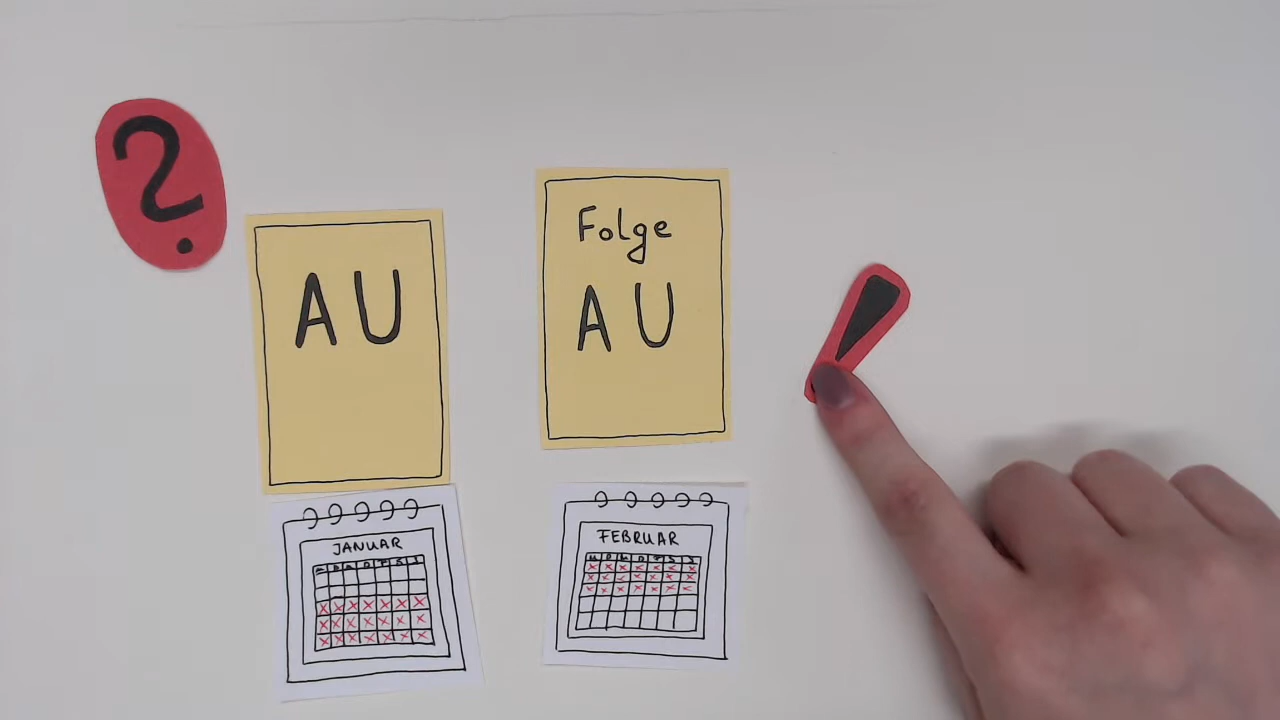 ?
AU
JANUAR
M D M D F S S
Folge
AU
FEBRUAR
M D M D F S S
!